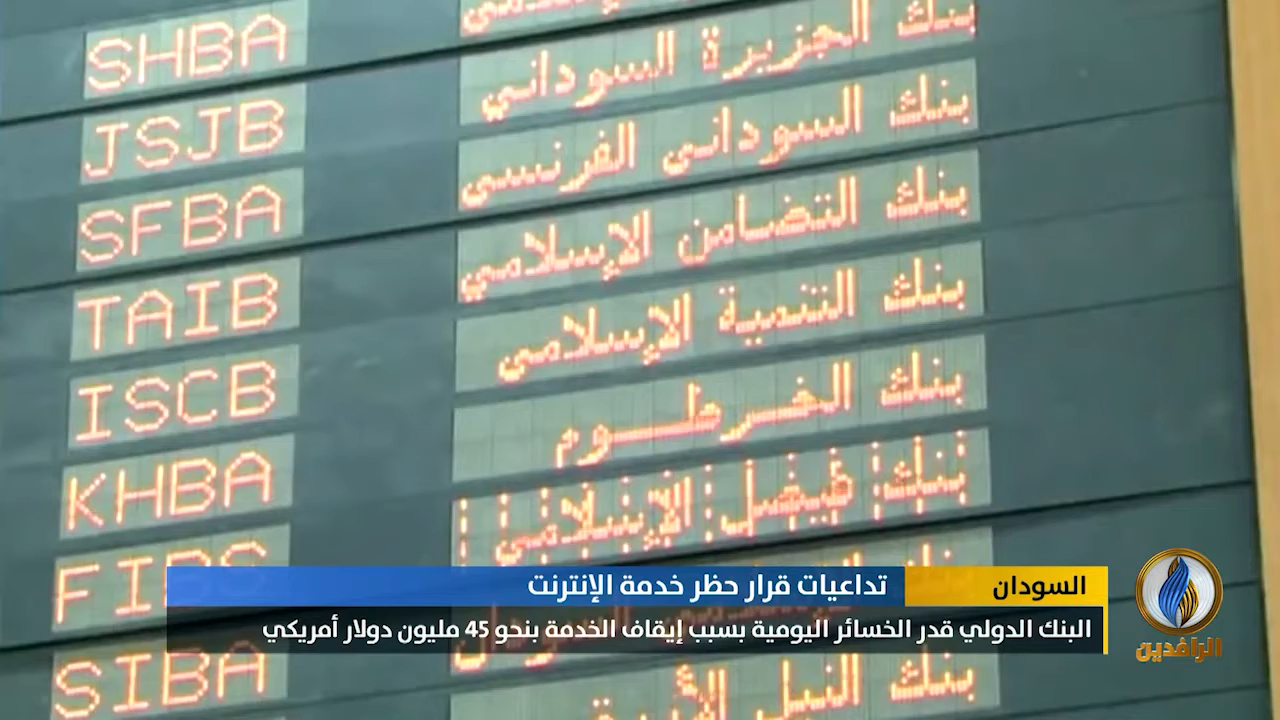 SHBA بنك الجزيرة السوداني
JSJB بنك السوداني الفرنسي
SFBA بنك التضامن الإسلامي
TAIB بنك التنمية الإسلامي
ISCB بنك الخرطوم
KHBA بنك فيصل الإسلامي
FIBS
SIBA بنك النيل الأزرق
السودان
تداعيات قرار حظر خدمة الإنترنت
البنك الدولي قدر الخسائر اليومية بسبب إيقاف الخدمة بنحو 45 مليون دولار أمريكي
الرافدين